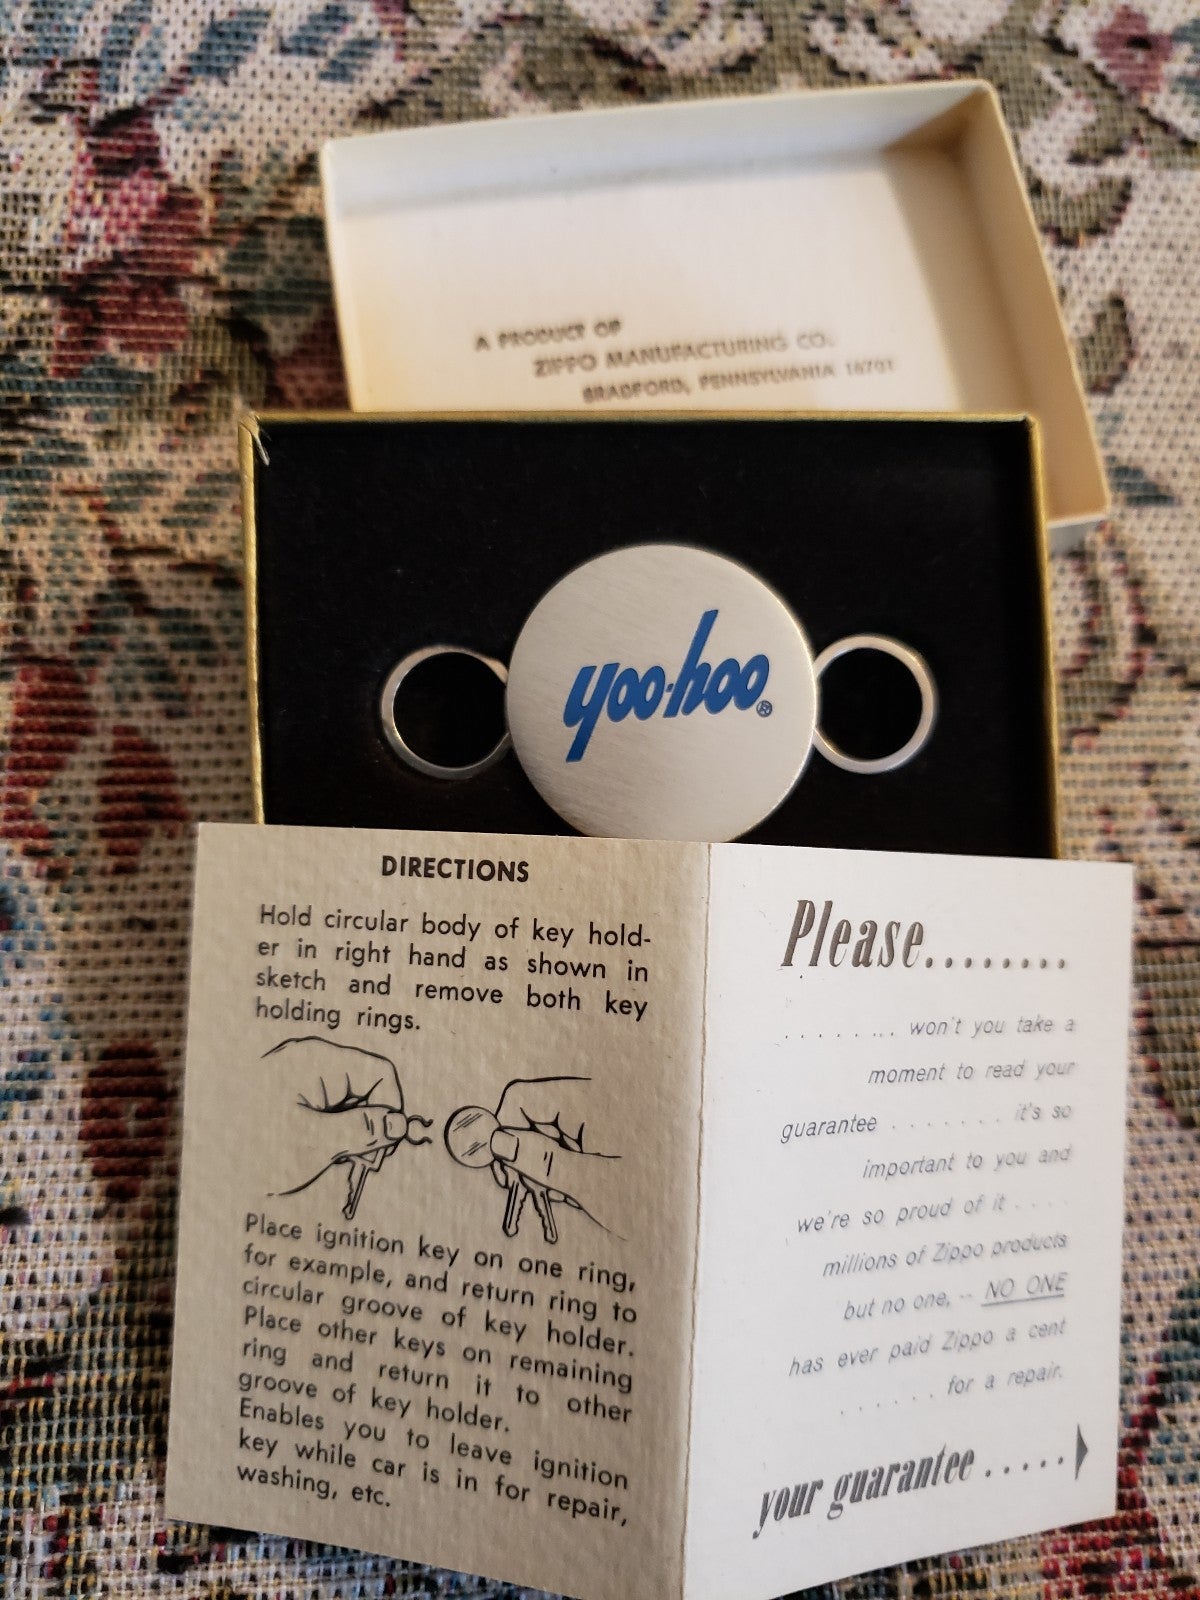 A PRODUCT OF
ZIPPO MANUFACTURING CO.
BRADFORD, PENNSYLVANIA 16701
yoo-hoo®
DIRECTIONS
Hold circular body of key hold-
er in right hand as shown in
sketch and remove both key
holding rings.
Place ignition key on one ring,
for example, and return ring to
circular groove of key holder.
Place other keys on remaining
ring and return it to other
groove of key holder.
Enables you to leave ignition
key while car is in for repair,
washing, etc.
Please........
........ won't you take a
moment to read your
guarantee ....... it's so
important to you and
we're so proud of it ....
millions of Zippo products
but no one, -- NO ONE
has ever paid Zippo a cent
...... for a repair.
your guarantee .....